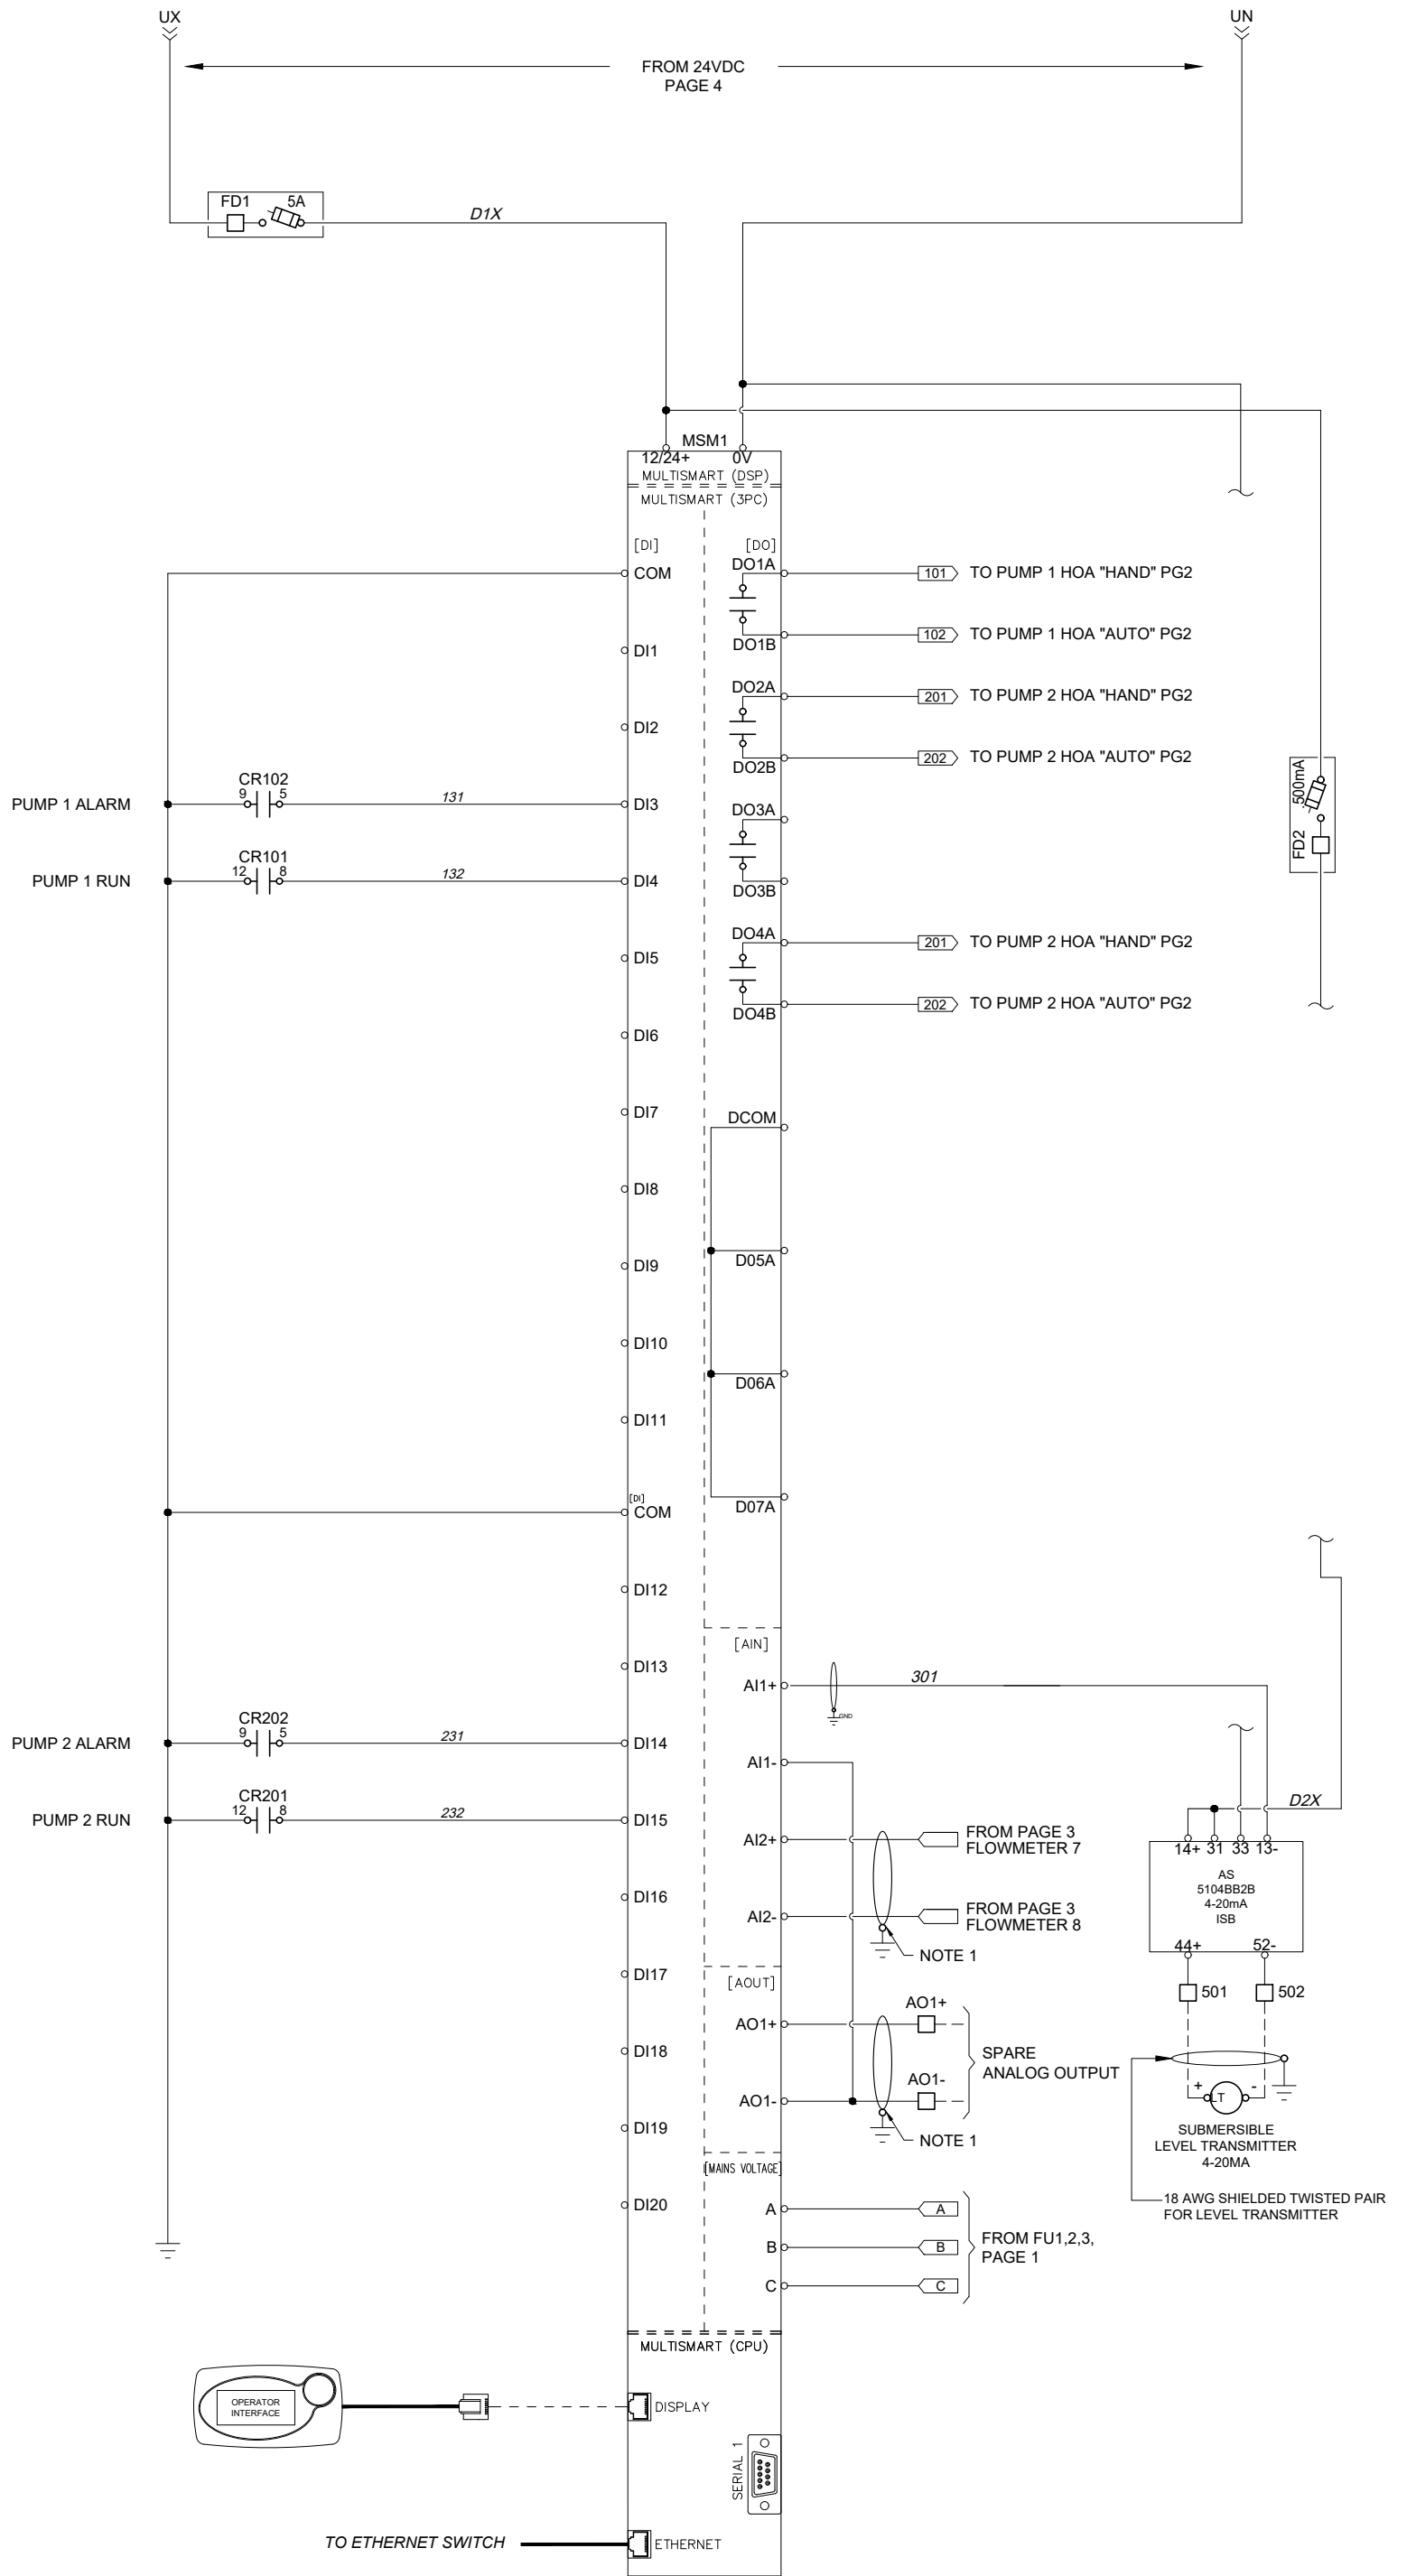 UX
UN
FROM 24VDC
PAGE 4
FD1 5A
D1X
MSM1
12/24+ 0V
MULTISMART (DSP)
MULTISMART (3PC)
[DI] [DO]
COM
DO1A
101 TO PUMP 1 HOA "HAND" PG2
102 TO PUMP 1 HOA "AUTO" PG2
DO1B
DI1
DO2A
201 TO PUMP 2 HOA "HAND" PG2
DI2
202 TO PUMP 2 HOA "AUTO" PG2
DO2B
.500mA
FD2
CR102
9 5
PUMP 1 ALARM
131
DI3
DO3A
CR101
12 8
PUMP 1 RUN
132
DI4
DO3B
DO4A
201 TO PUMP 2 HOA "HAND" PG2
DI5
202 TO PUMP 2 HOA "AUTO" PG2
DO4B
DI6
DI7
DCOM
DI8
DI9
D05A
DI10
D06A
DI11
[DI]
COM
D07A
DI12
[AIN]
DI13
AI1+
301
GND
CR202
9 5
PUMP 2 ALARM
231
DI14
AI1-
CR201
12 8
PUMP 2 RUN
232
DI15
D2X
AI2+
FROM PAGE 3
FLOWMETER 7
14+ 31 33 13-
AS
5104BB2B
4-20mA
ISB
44+ 52-
DI16
AI2-
FROM PAGE 3
FLOWMETER 8
NOTE 1
DI17
[AOUT]
501 502
AO1+
AO1+
DI18
SPARE
ANALOG OUTPUT
AO1-
AO1-
+ -
LT
DI19
NOTE 1
SUBMERSIBLE
LEVEL TRANSMITTER
4-20MA
[MAINS VOLTAGE]
18 AWG SHIELDED TWISTED PAIR
FOR LEVEL TRANSMITTER
DI20
A A
B B
C C
FROM FU1,2,3,
PAGE 1
MULTISMART (CPU)
OPERATOR
INTERFACE
DISPLAY
SERIAL 1
TO ETHERNET SWITCH
ETHERNET